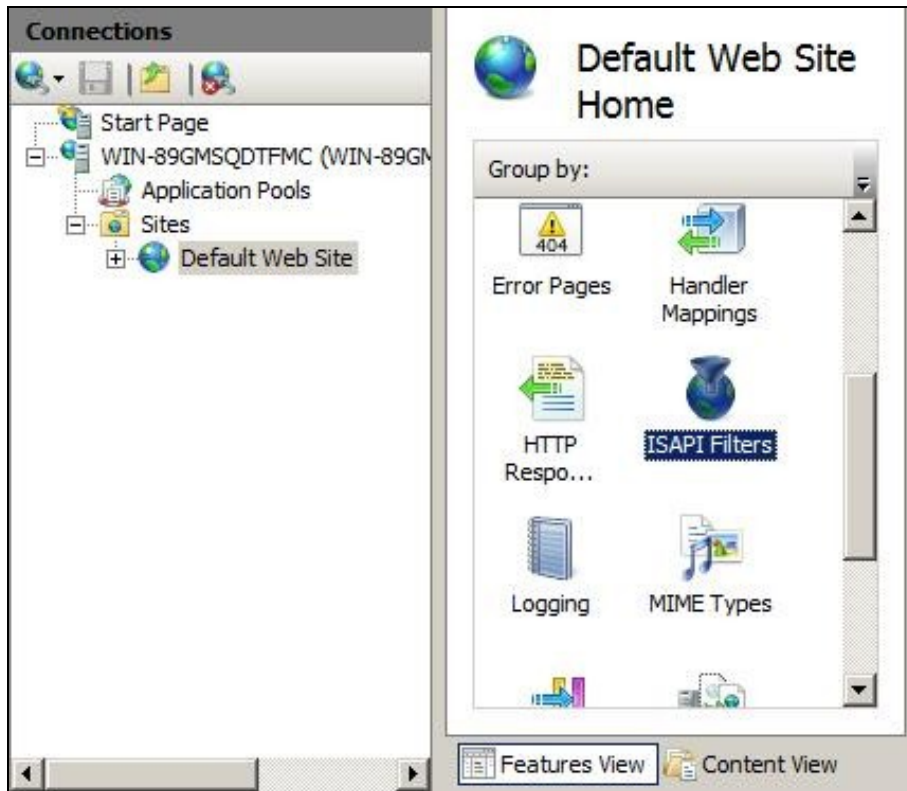 Connections
Start Page
WIN-89GMSQDTFMC (WIN-89GM
Application Pools
Sites
Default Web Site
Default Web Site
Home
Group by:
404
Error Pages
Handler
Mappings
HTTP
Respo...
ISAPI Filters
Logging
MIME Types
Features View
Content View